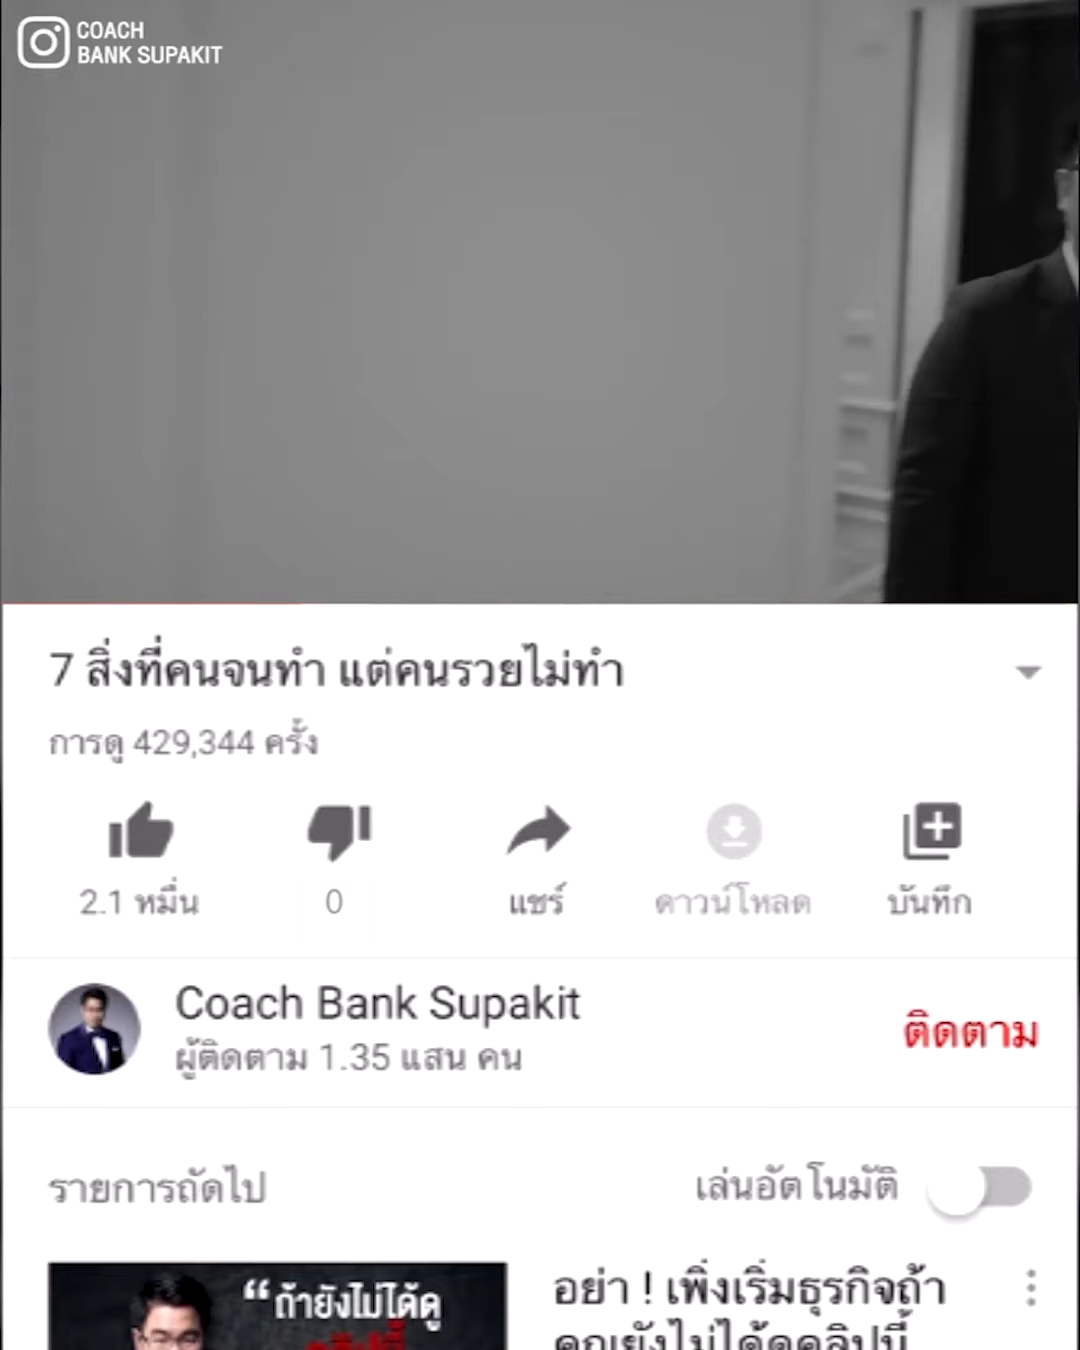 COACH
BANK SUPAKIT
7 สิ่งที่คนจนทำ แต่คนรวยไม่ทำ
การดู 429,344 ครั้ง
2.1 หมื่น
0
แชร์
ดาวน์โหลด
บันทึก
Coach Bank Supakit
ผู้ติดตาม 1.35 แสน คน
ติดตาม
รายการถัดไป
เล่นอัตโนมัติ
“ถ้ายังไม่ได้ดู
อย่า ! เพิ่งเริ่มธุรกิจถ้า
คุณยังไม่ได้ดูคลิปนี้